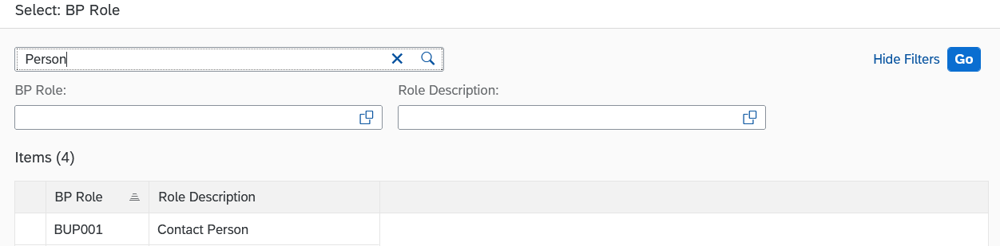 Select: BP Role
Person
Hide Filters Go
BP Role: Role Description:
Items (4)
BP Role Role Description
BUP001 Contact Person